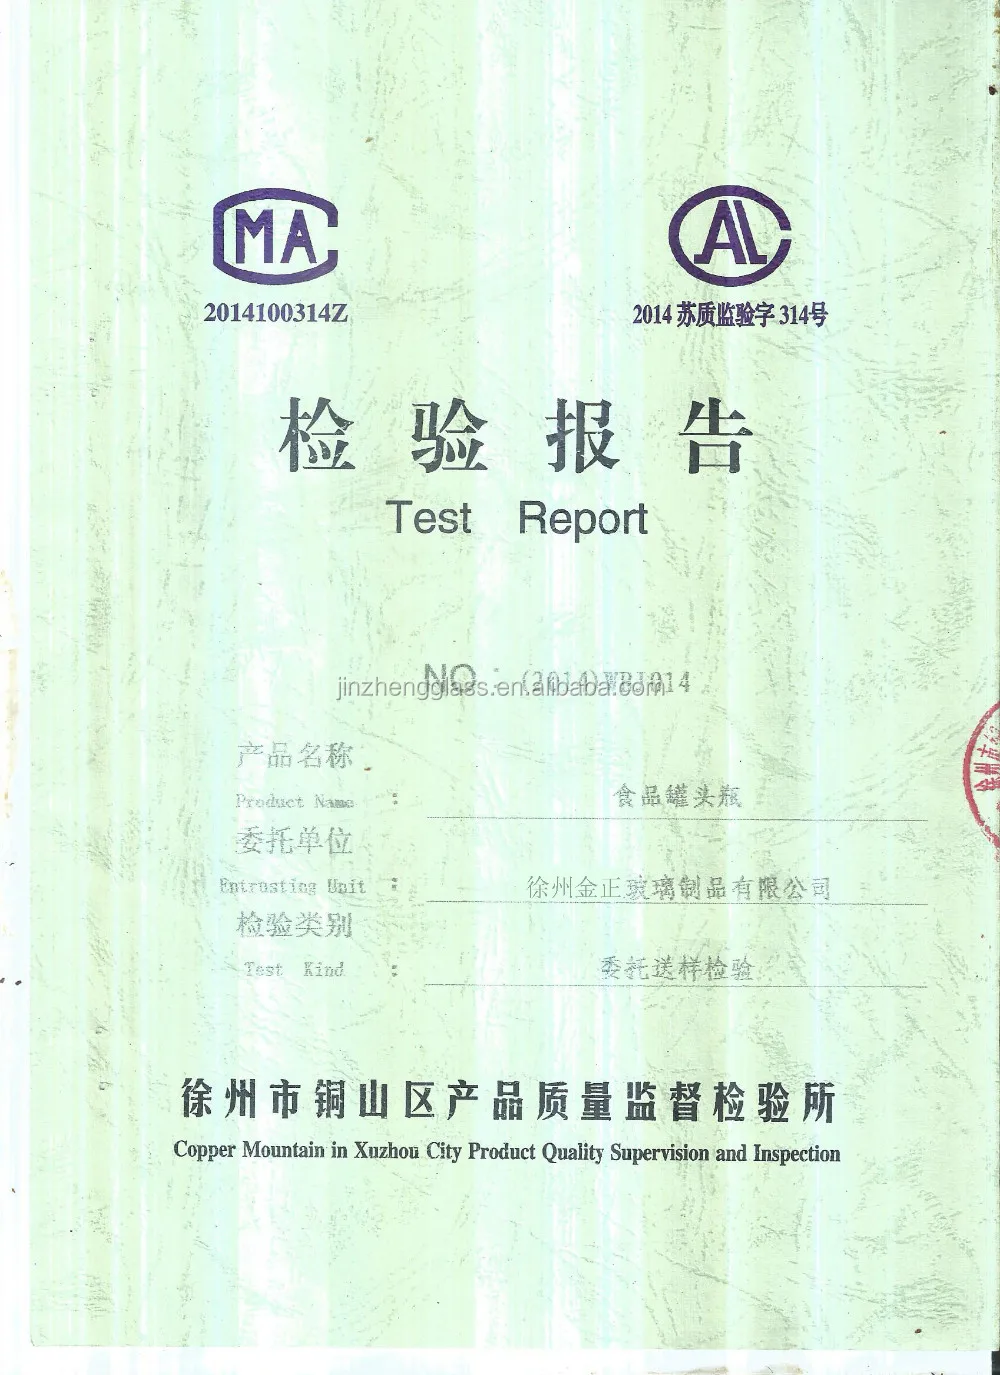 MA
2014100314Z
CAL
2014 苏质监验字 314号
检验报告
Test Report
NO: (2014)WBJ014
jinzhengglass.en.alibaba.com
产品名称
Product Name : 食品罐头瓶
委托单位
Entrusting Unit : 徐州金正玻璃制品有限公司
检验类别
Test Kind : 委托送样检验
徐州市铜山区产品质量监督检验所
Copper Mountain in Xuzhou City Product Quality Supervision and Inspection
徐州市